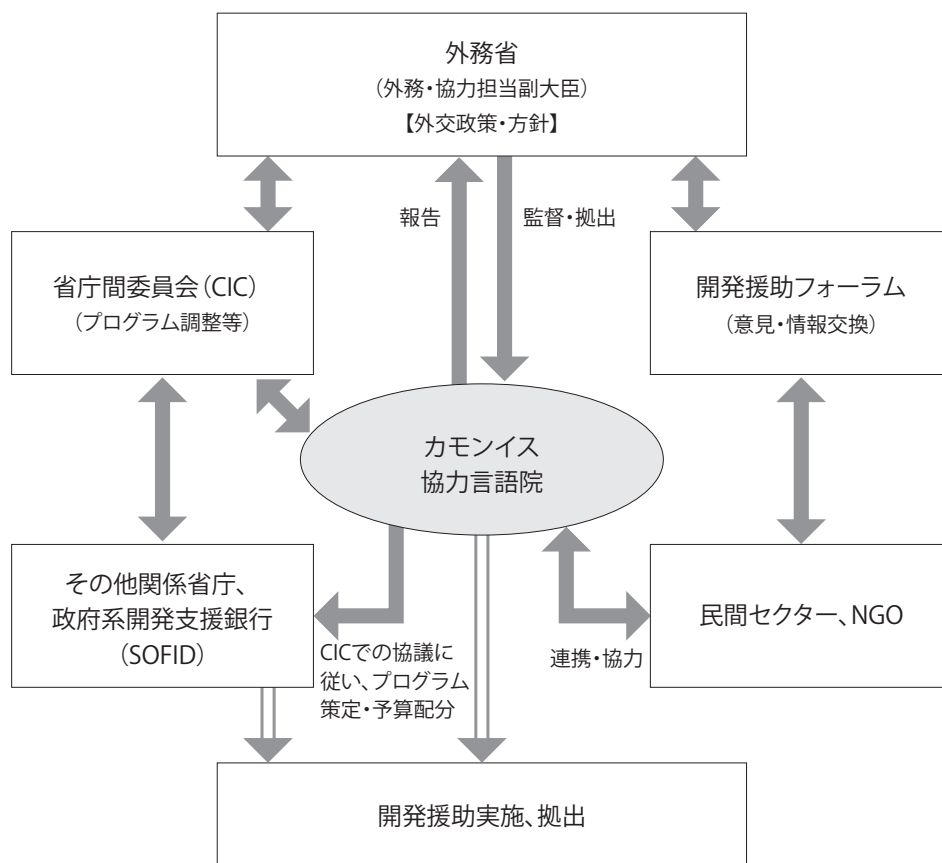 外務省
（外務・協力担当副大臣）
【外交政策・方針】
報告
監督・拠出
省庁間委員会（CIC）
（プログラム調整等）
開発援助フォーラム
（意見・情報交換）
カモンイス
協力言語院
その他関係省庁、
政府系開発支援銀行
（SOFID）
CICでの協議に
従い、プログラム
策定・予算配分
連携・協力
民間セクター、NGO
開発援助実施、拠出